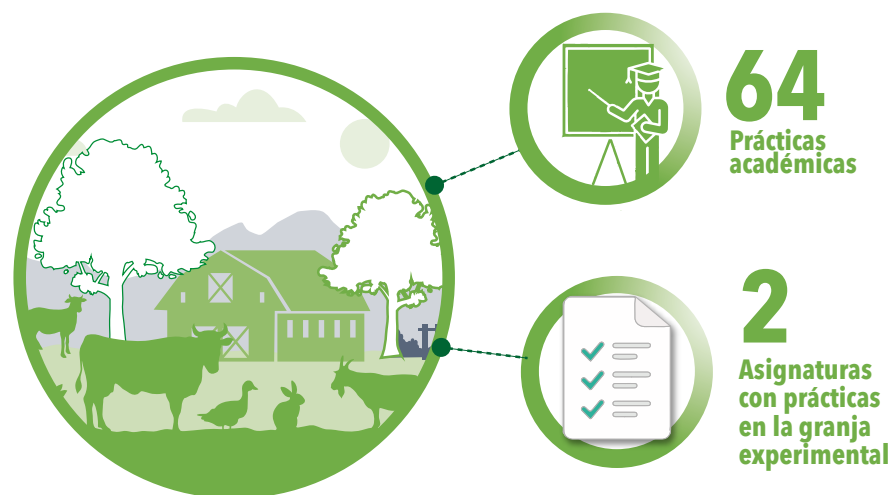 64
Prácticas
académicas
2
Asignaturas
con prácticas
en la granja
experimental